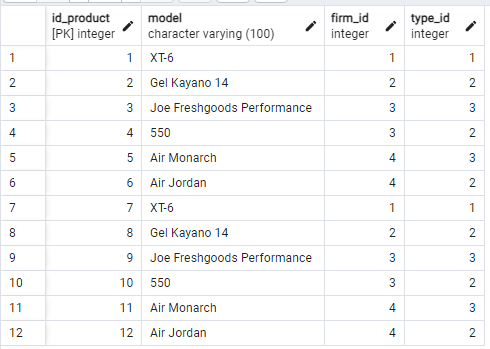 id_product model firm_id type_id
[PK] integer character varying (100) integer integer
1 1 XT-6 1 1
2 2 Gel Kayano 14 2 2
3 3 Joe Freshgoods Performance 3 3
4 4 550 3 2
5 5 Air Monarch 4 3
6 6 Air Jordan 4 2
7 7 XT-6 1 1
8 8 Gel Kayano 14 2 2
9 9 Joe Freshgoods Performance 3 3
10 10 550 3 2
11 11 Air Monarch 4 3
12 12 Air Jordan 4 2